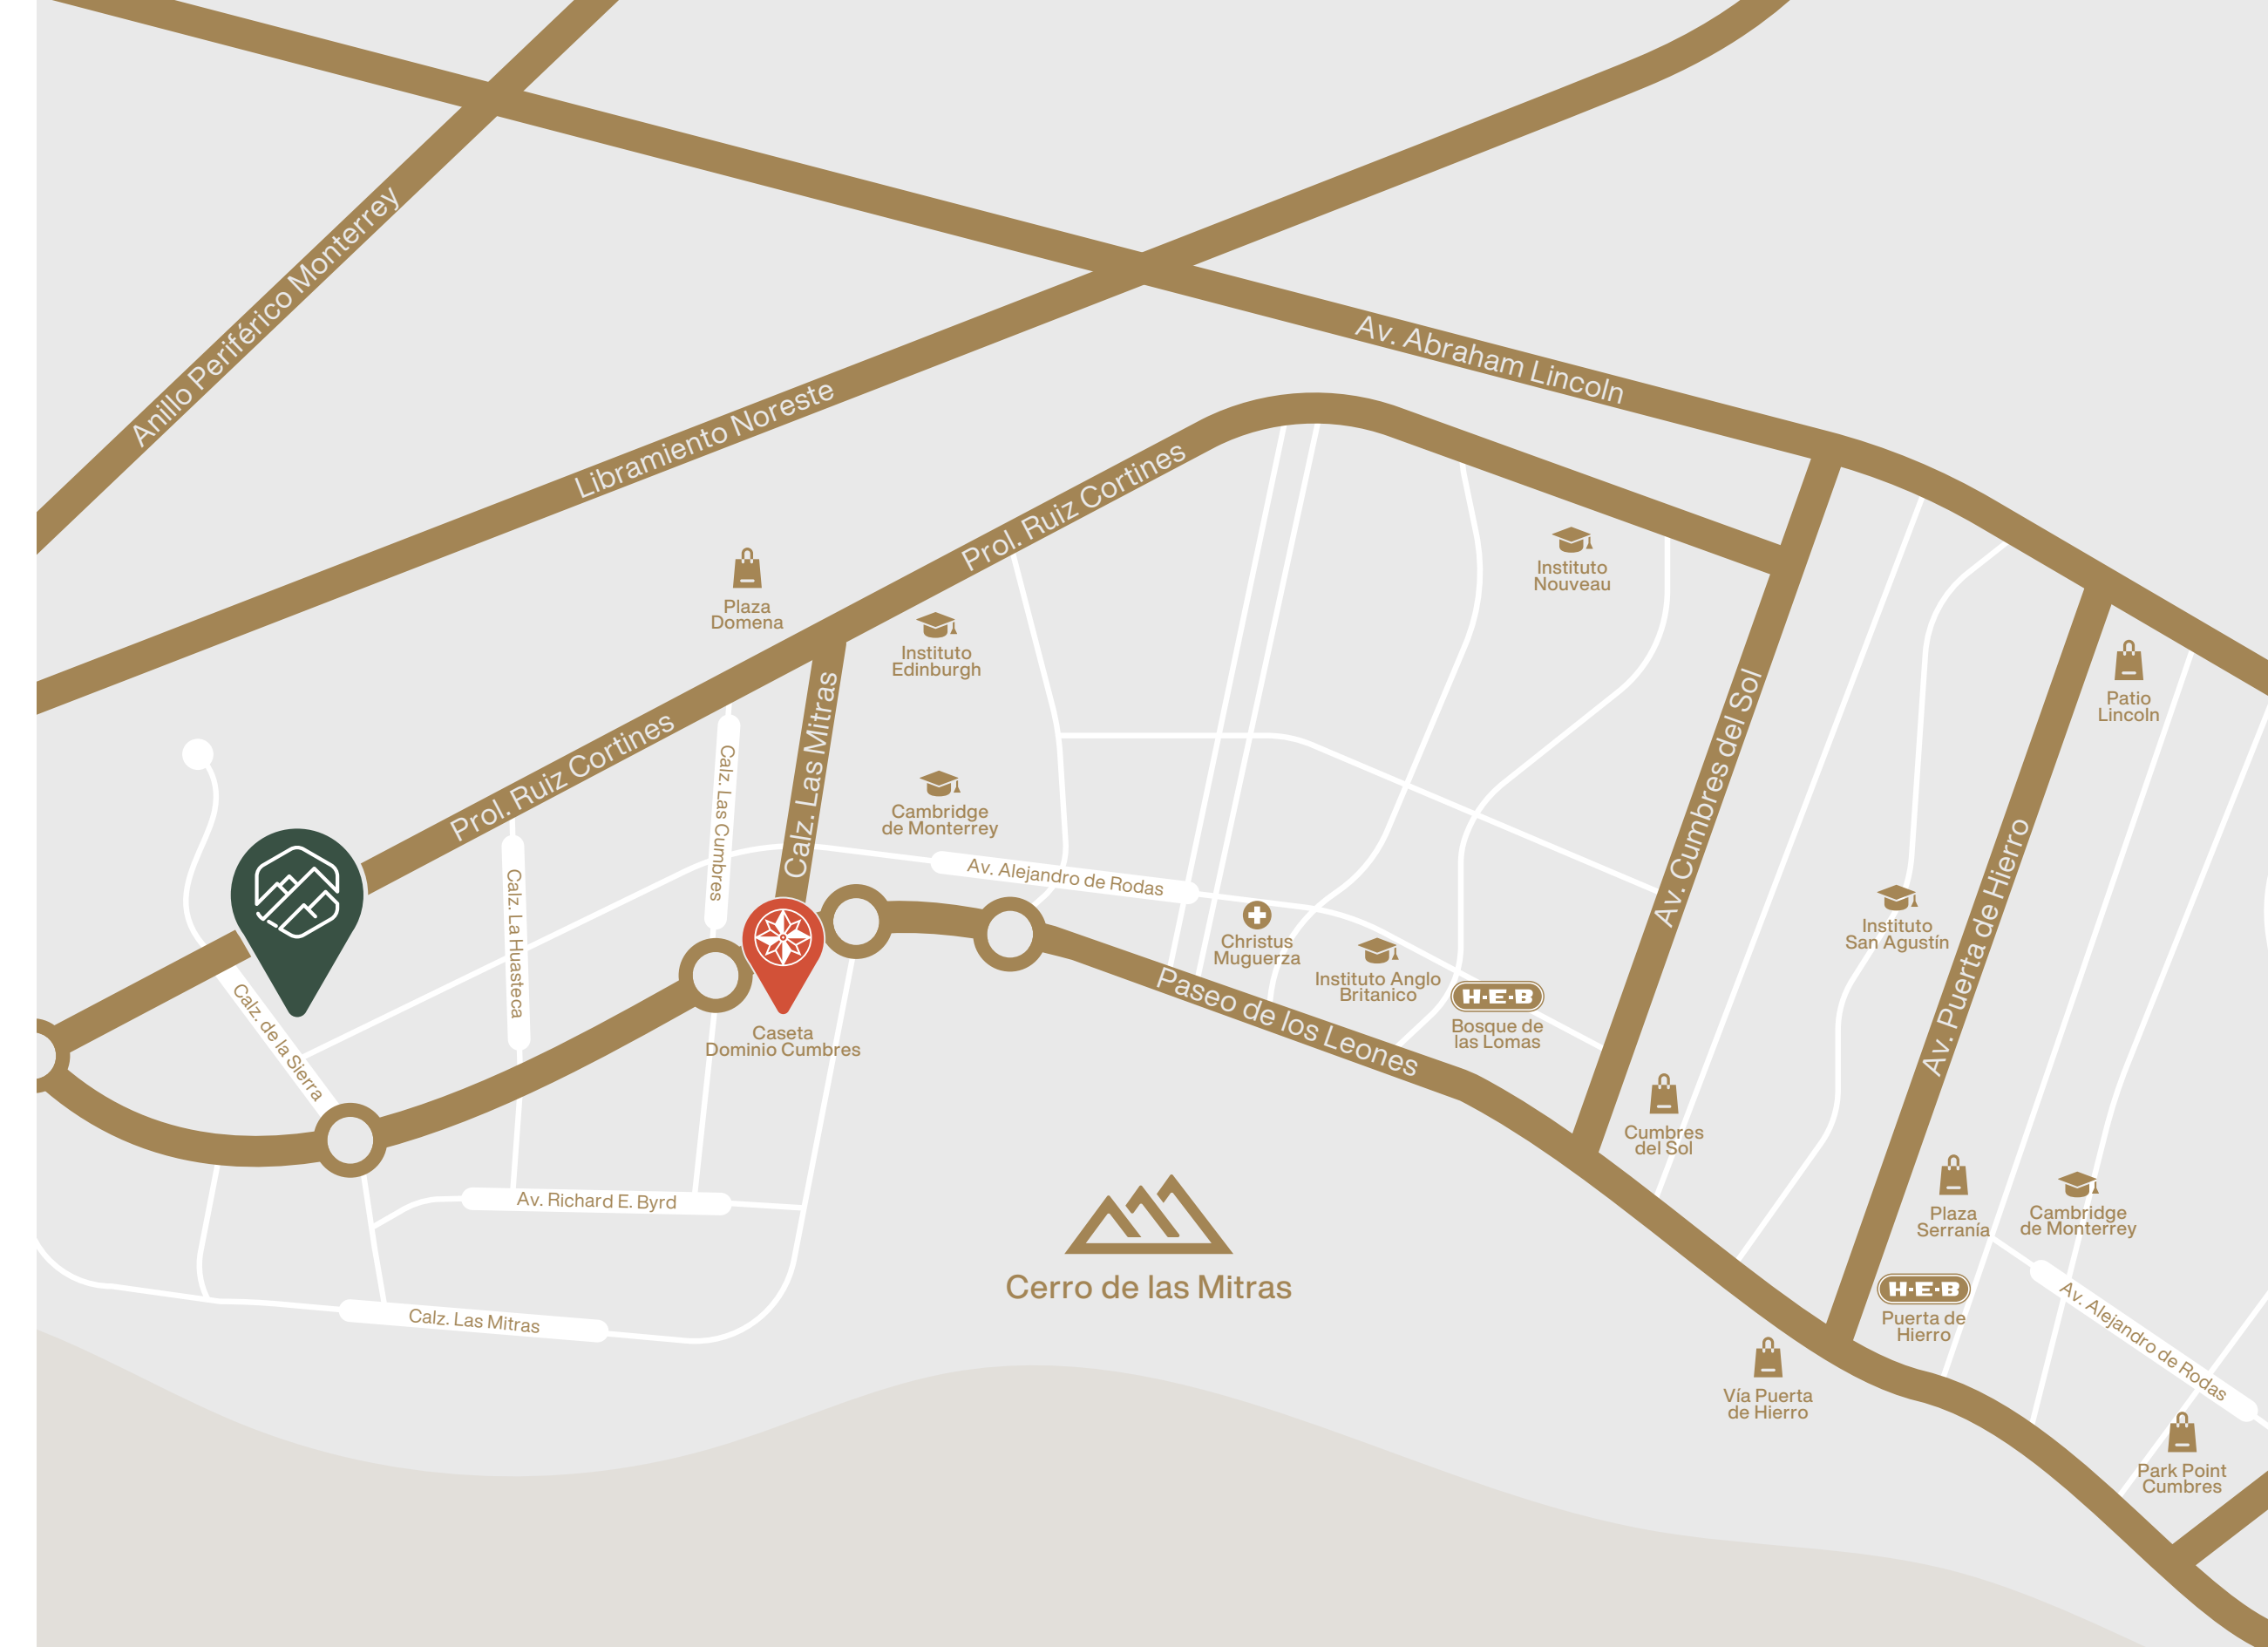 Anillo Periférico Monterrey
Libramiento Noreste
Av. Abraham Lincoln
Prol. Ruiz Cortines
Instituto
Nouveau
Plaza
Domena
Instituto
Edinburgh
Patio
Lincoln
Prol. Ruiz Cortines
Calz. Las Cumbres
Calz. Las Mitras
Av. Cumbres del Sol
Cambridge
de Monterrey
Av. Alejandro de Rodas
Calz. La Huasteca
Christus
Muguerza
Instituto Anglo
Britanico
H-E-B
Bosque de
las Lomas
Instituto
San Agustín
Av. Puerta de Hierro
Paseo de los Leones
Calz. de la Sierra
Caseta
Dominio Cumbres
Cumbres
del Sol
Plaza
Serranía
Cambridge
de Monterrey
Av. Richard E. Byrd
Cerro de las Mitras
Calz. Las Mitras
H-E-B
Puerta de
Hierro
Av. Alejandro de Rodas
Vía Puerta
de Hierro
Park Point
Cumbres